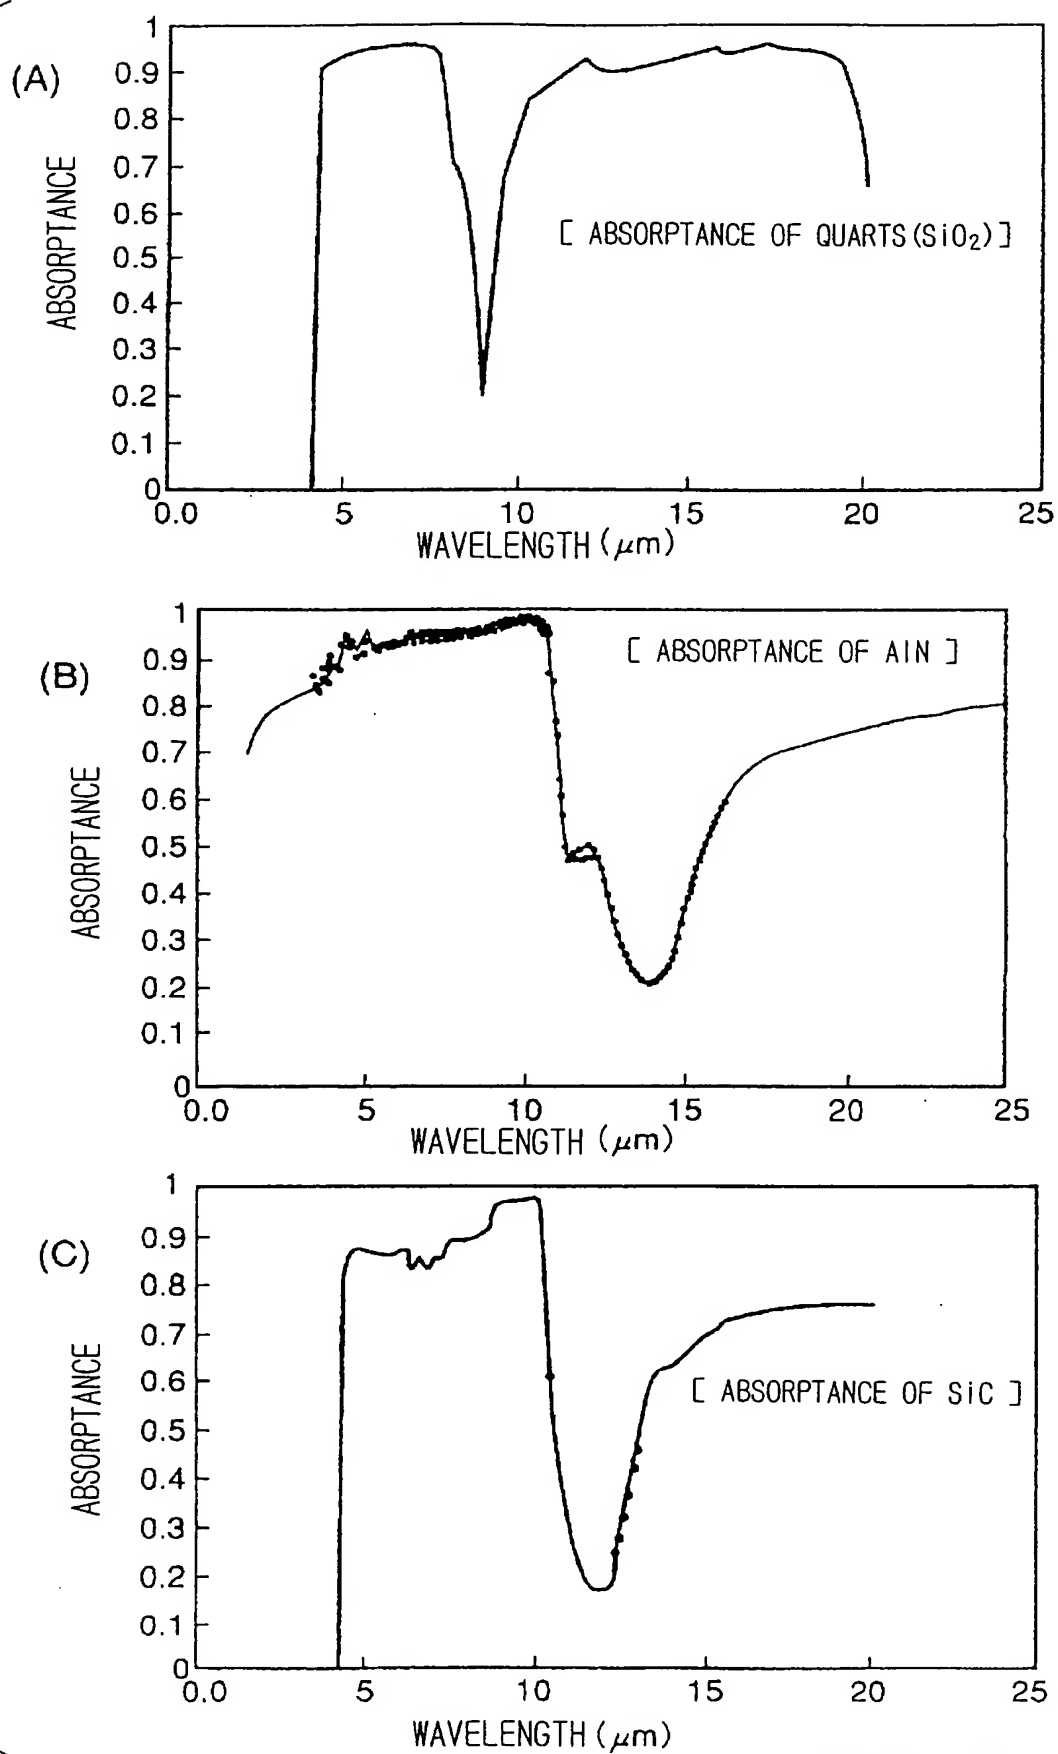 (A)
ABSORPTANCE
1
0.9
0.8
0.7
0.6
0.5
0.4
0.3
0.2
0.1
0
[ ABSORPTANCE OF QUARTS(SiO2)]
0.0 5 10 15 20 25
WAVELENGTH (μm)
(B)
ABSORPTANCE
1
0.9
0.8
0.7
0.6
0.5
0.4
0.3
0.2
0.1
0
[ ABSORPTANCE OF AlN ]
0.0 5 10 15 20 25
WAVELENGTH (μm)
(C)
ABSORPTANCE
1
0.9
0.8
0.7
0.6
0.5
0.4
0.3
0.2
0.1
0
[ ABSORPTANCE OF SiC ]
0.0 5 10 15 20 25
WAVELENGTH (μm)